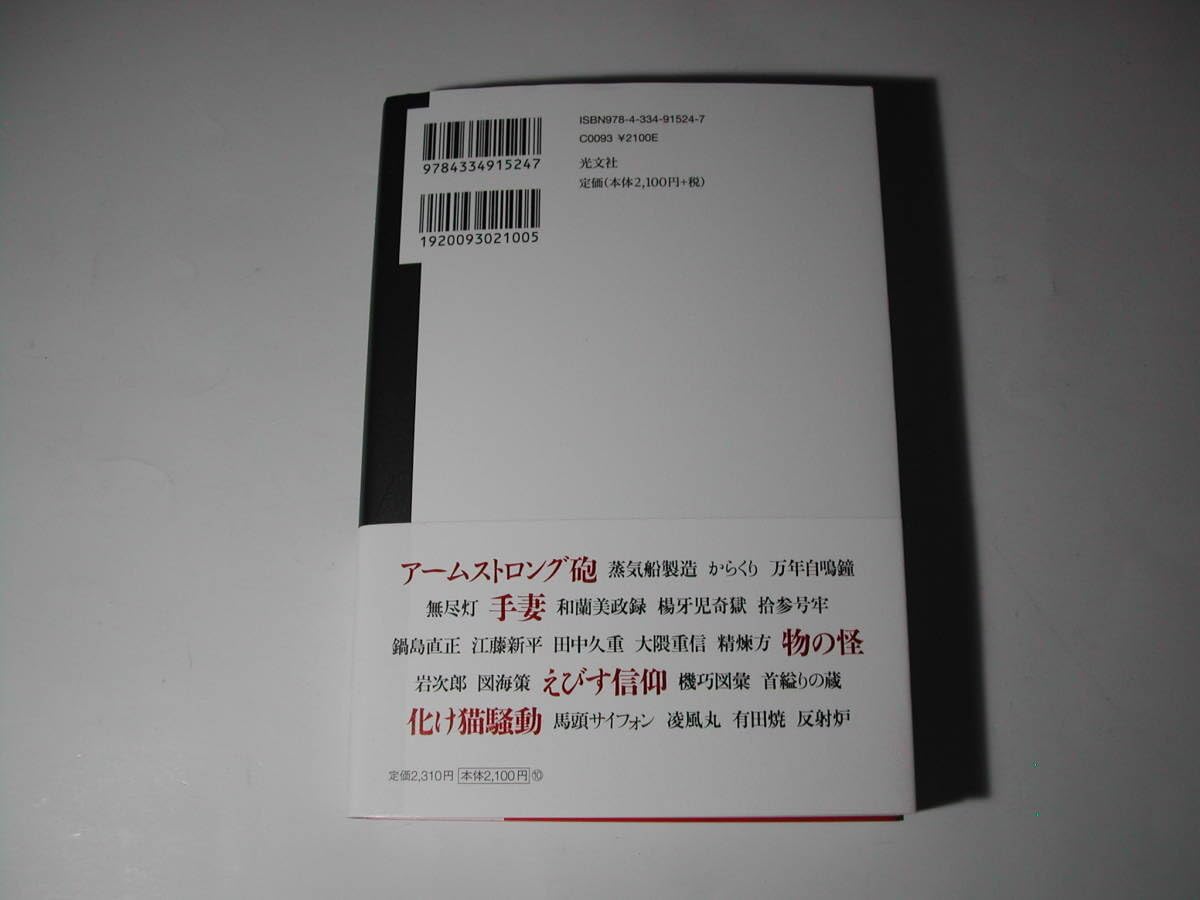 ISBN978-4-334-91524-7
C0093 ¥2100E
光文社
定価(本体2,100円+税)
9784334915247
1920093021005
アームストロング砲 蒸気船製造 からくり 万年自鳴鐘
無尽灯 手妻 和蘭美政録 楊牙児奇獄 拾参号牢
鍋島直正 江藤新平 田中久重 大隈重信 精煉方 物の怪
岩次郎 図海策 えびす信仰 機巧図彙 首縊りの蔵
化け猫騒動 馬頭サイフォン 凌風丸 有田焼 反射炉
定価2,310円 本体2,100円 ⑩